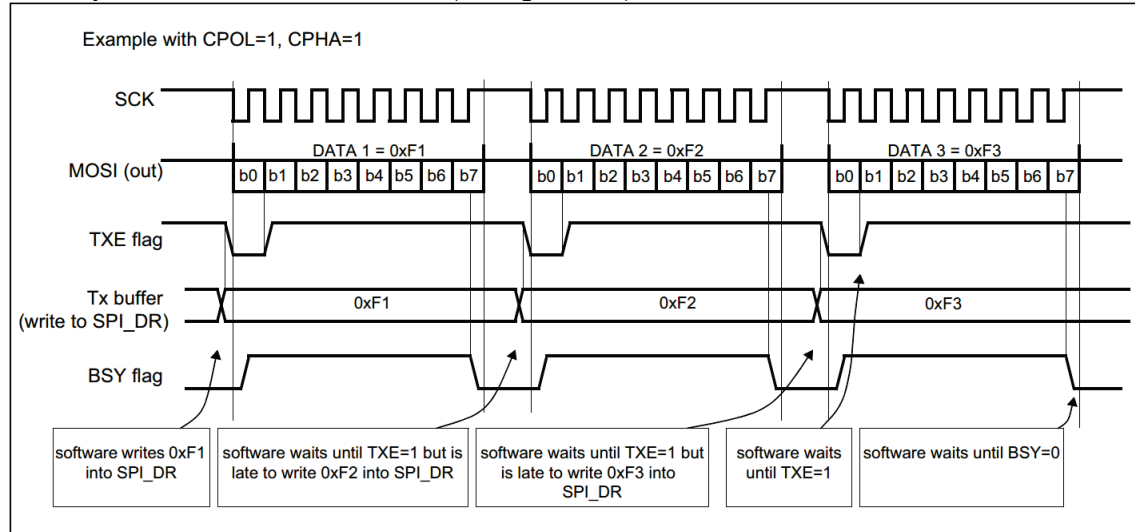 Example with CPOL=1, CPHA=1
SCK
DATA 1 = 0xF1
DATA 2 = 0xF2
DATA 3 = 0xF3
MOSI (out)
b0 b1 b2 b3 b4 b5 b6 b7
b0 b1 b2 b3 b4 b5 b6 b7
b0 b1 b2 b3 b4 b5 b6 b7
TXE flag
Tx buffer
(write to SPI_DR)
0xF1
0xF2
0xF3
BSY flag
software writes 0xF1
into SPI_DR
software waits until TXE=1 but is
late to write 0xF2 into SPI_DR
software waits until TXE=1 but
is late to write 0xF3 into
SPI_DR
software waits
until TXE=1
software waits until BSY=0